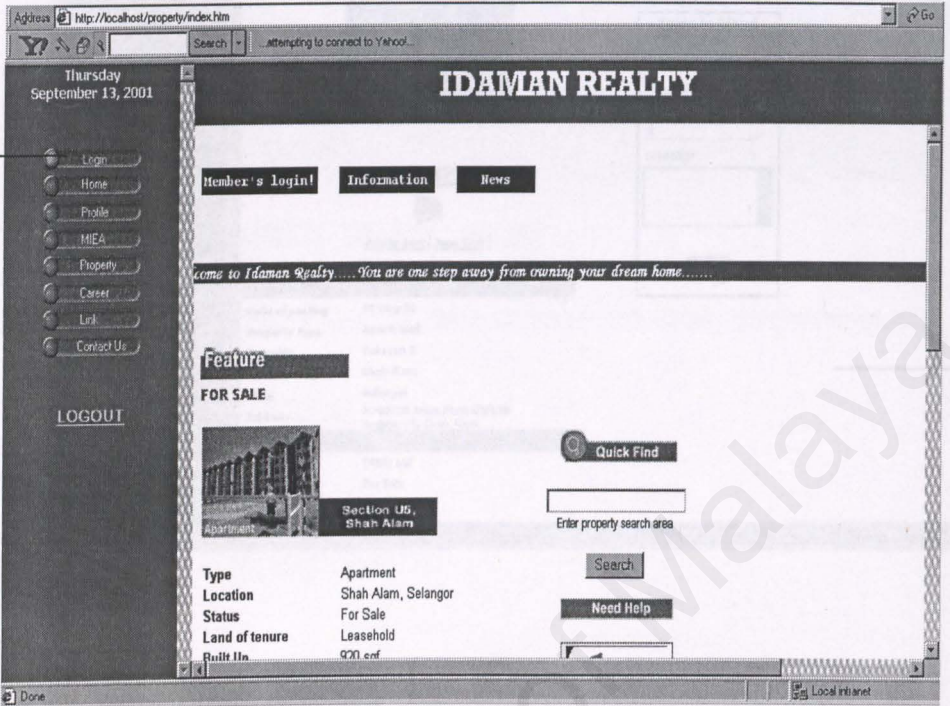 Address http://localhost/property/index.htm Go
Y! Search ...attempting to connect to Yahoo!...
Thursday
September 13, 2001
Login
Home
Profile
MIEA
Property
Career
Link
Contact Us
LOGOUT
IDAMAN REALTY
Member's login! Information News
come to Idaman Realty.....You are one step away from owning your dream home.......
Feature
FOR SALE
Apartment
Section U5,
Shah Alam
Quick Find
Enter property search area
Search
Need Help
Type Apartment
Location Shah Alam, Selangor
Status For Sale
Land of tenure Leasehold
Built Up 920 sqf
Done Local intranet
of Malaya